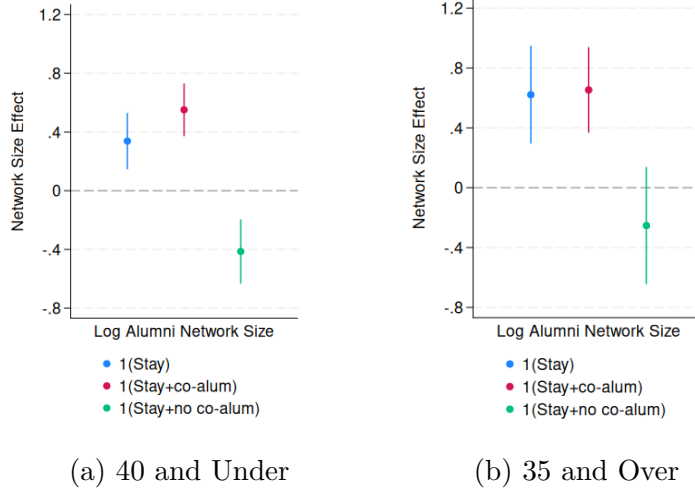 1.2
.8
.4
0
-.4
-.8
Network Size Effect
Log Alumni Network Size
1(Stay)
1(Stay+co-alum)
1(Stay+no co-alum)
(a) 40 and Under
1.2
.8
.4
0
-.4
-.8
Network Size Effect
Log Alumni Network Size
1(Stay)
1(Stay+co-alum)
1(Stay+no co-alum)
(b) 35 and Over